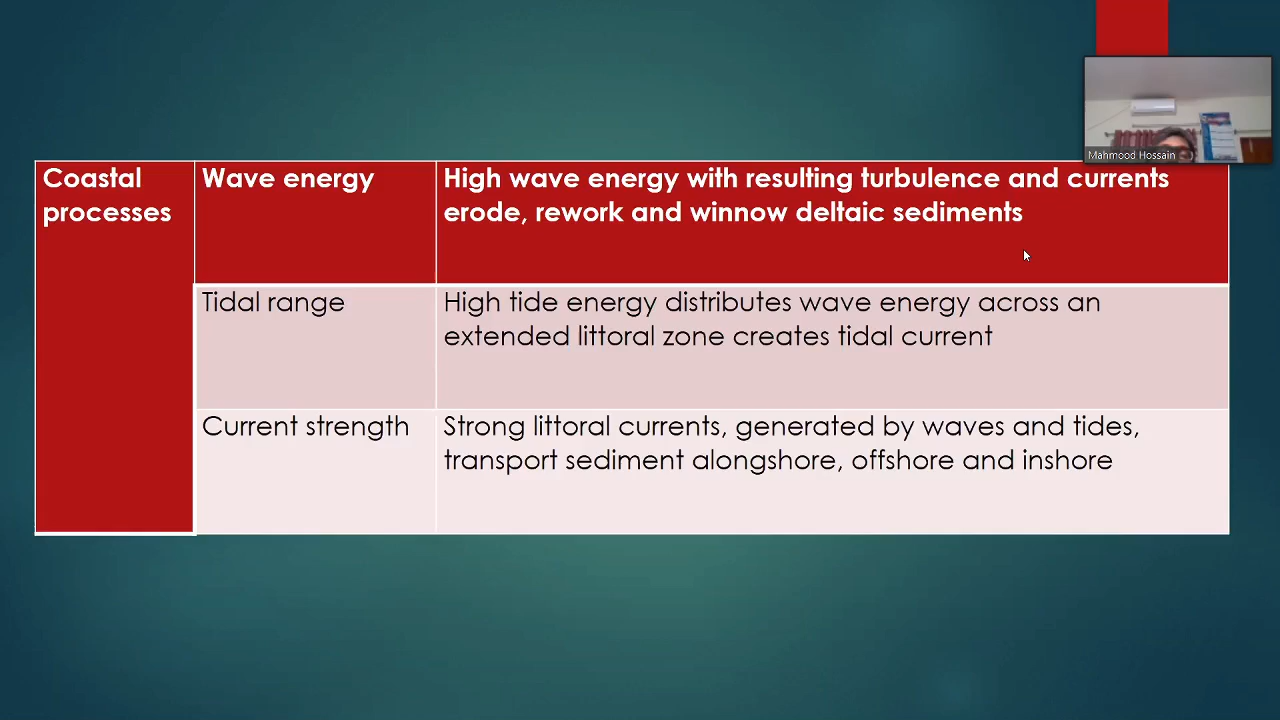 Mahmood Hossain
Coastal
processes
Wave energy
High wave energy with resulting turbulence and currents
erode, rework and winnow deltaic sediments
Tidal range
High tide energy distributes wave energy across an
extended littoral zone creates tidal current
Current strength
Strong littoral currents, generated by waves and tides,
transport sediment alongshore, offshore and inshore